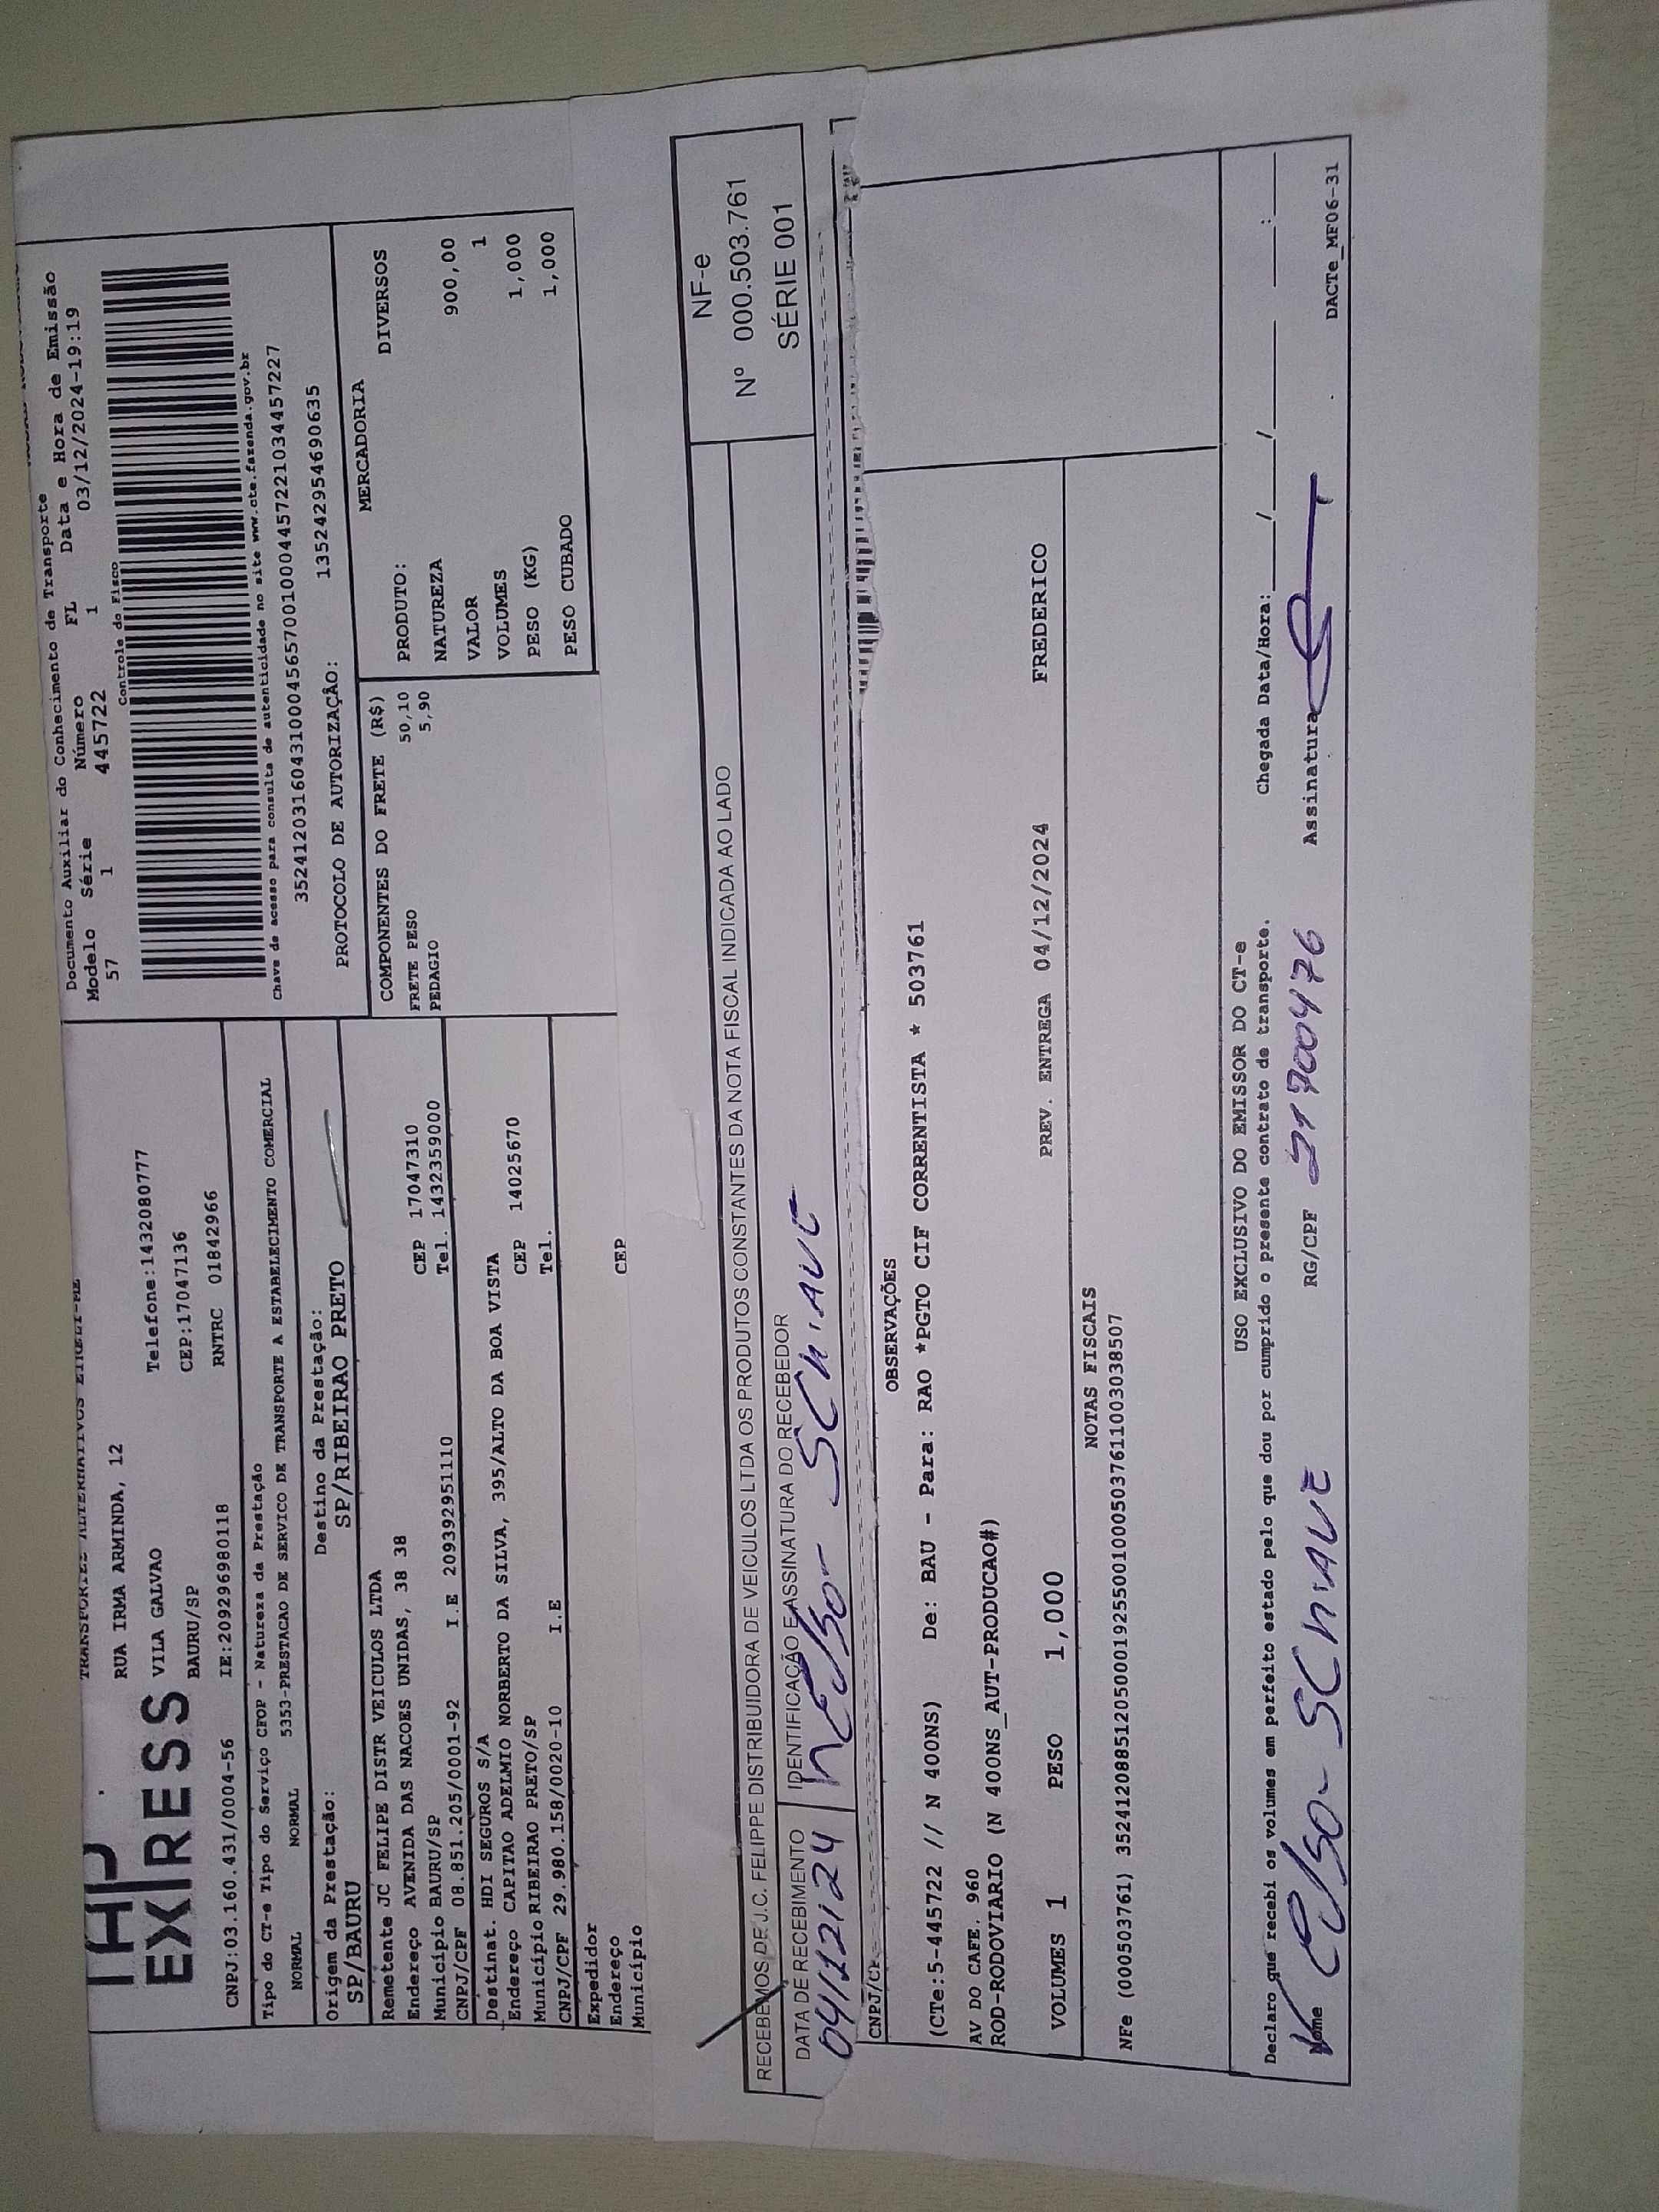 EXPRESS
RUA IRMA ARMINDA, 12
VILA GALVAO
Telefone:1432080777
BAURU/SP
CEP:17047136
CNPJ:03.160.431/0004-56 IE:209296980118 RNTRC 01842966
Documento Auxiliar do Conhecimento de Transporte
Modelo Série Número FL Data e Hora de Emissão
57 1 445722 1 03/12/2024-19:19
Controle do Fisco
Chave de acesso para consulta de autenticidade no site www.cte.fazenda.gov.br
35241203160431000456570010004457221034457227
PROTOCOLO DE AUTORIZAÇÃO: 135242954690635
Tipo do CT-e Tipo do Serviço CFOP - Natureza da Prestação
NORMAL NORMAL 5353-PRESTACAO DE SERVICO DE TRANSPORTE A ESTABELECIMENTO COMERCIAL
Origem da Prestação: Destino da Prestação:
SP/BAURU SP/RIBEIRAO PRETO
Remetente JC FELIPE DISTR VEICULOS LTDA
Endereço AVENIDA DAS NACOES UNIDAS, 38 38 CEP 17047310
Município BAURU/SP Tel. 1432359000
CNPJ/CPF 08.851.205/0001-92 I.E 209392951110
Destinat. HDI SEGUROS S/A
Endereço CAPITAO ADELMIO NORBERTO DA SILVA, 395/ALTO DA BOA VISTA
Município RIBEIRAO PRETO/SP CEP 14025670
CNPJ/CPF 29.980.158/0020-10 I.E Tel.
Expedidor
Endereço
Município CEP
COMPONENTES DO FRETE (R$)
FRETE PESO 50,10
PEDAGIO 5,90
MERCADORIA
PRODUTO: DIVERSOS
NATUREZA
VALOR 900,00
VOLUMES 1
PESO (KG) 1,000
PESO CUBADO 1,000
RECEBEMOS DE J.C. FELIPPE DISTRIBUIDORA DE VEICULOS LTDA OS PRODUTOS CONSTANTES DA NOTA FISCAL INDICADA AO LADO
DATA DE RECEBIMENTO IDENTIFICAÇÃO E ASSINATURA DO RECEBEDOR
04/12/24 nElson SChiAVE
NF-e
Nº 000.503.761
SÉRIE 001
OBSERVAÇÕES
(CTe:5-445722 // N 400NS) De: BAU - Para: RAO *PGTO CIF CORRENTISTA * 503761
AV DO CAFE. 960
ROD-RODOVIARIO (N 400NS_AUT-PRODUCAO#)
VOLUMES 1 PESO 1,000 PREV. ENTREGA 04/12/2024 FREDERICO
NOTAS FISCAIS
NFe (000503761) 35241208851205000192550010005037611003038507
USO EXCLUSIVO DO EMISSOR DO CT-e
Declaro que recebi os volumes em perfeito estado pelo que dou por cumprido o presente contrato de transporte. Chegada Data/Hora:____/____/____ ___:___
Nome nElson SChiAVE RG/CPF Assinatura
DACTe_MF06-31